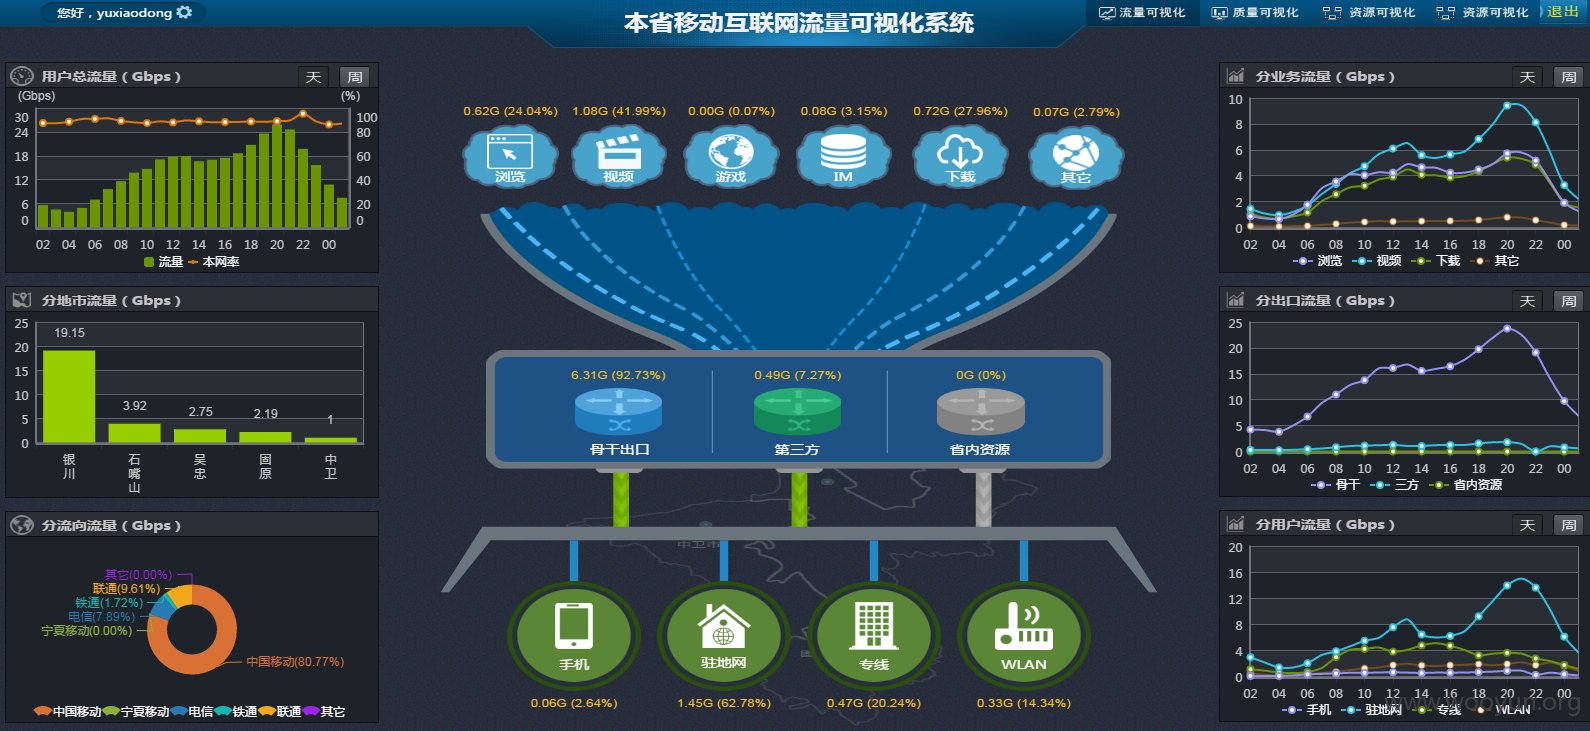 您好，yuxiaodong
本省移动互联网流量可视化系统
流量可视化 质量可视化 资源可视化 资源可视化 退出
用户总流量（Gbps） 天 周
(Gbps) (%)
30 24 18 12 6 0
100 80 60 40 20 0
02 04 06 08 10 12 14 16 18 20 22 00
流量 本网率
分地市流量（Gbps）
25 20 15 10 5 0
19.15 3.92 2.75 2.19 1
银川 石嘴山 吴忠 固原 中卫
分流向流量（Gbps）
其它(0.00%)
联通(9.61%)
铁通(1.72%)
电信(7.89%)
宁夏移动(0.00%)
中国移动(80.77%)
中国移动 宁夏移动 电信 铁通 联通 其它
0.62G (24.04%) 1.08G (41.99%) 0.00G (0.07%) 0.08G (3.15%) 0.72G (27.96%) 0.07G (2.79%)
浏览 视频 游戏 IM 下载 其它
6.31G (92.73%) 0.49G (7.27%) 0G (0%)
骨干出口 第三方 省内资源
中卫市
手机 驻地网 专线 WLAN
0.06G (2.64%) 1.45G (62.78%) 0.47G (20.24%) 0.33G (14.34%)
分业务流量（Gbps） 天 周
10 8 6 4 2 0
02 04 06 08 10 12 14 16 18 20 22 00
浏览 视频 下载 其它
分出口流量（Gbps） 天 周
25 20 15 10 5 0
02 04 06 08 10 12 14 16 18 20 22 00
骨干 三方 省内资源
分用户流量（Gbps） 天 周
20 16 12 8 4 0
02 04 06 08 10 12 14 16 18 20 22 00
手机 驻地网 专线 WLAN
www.wooyun.org